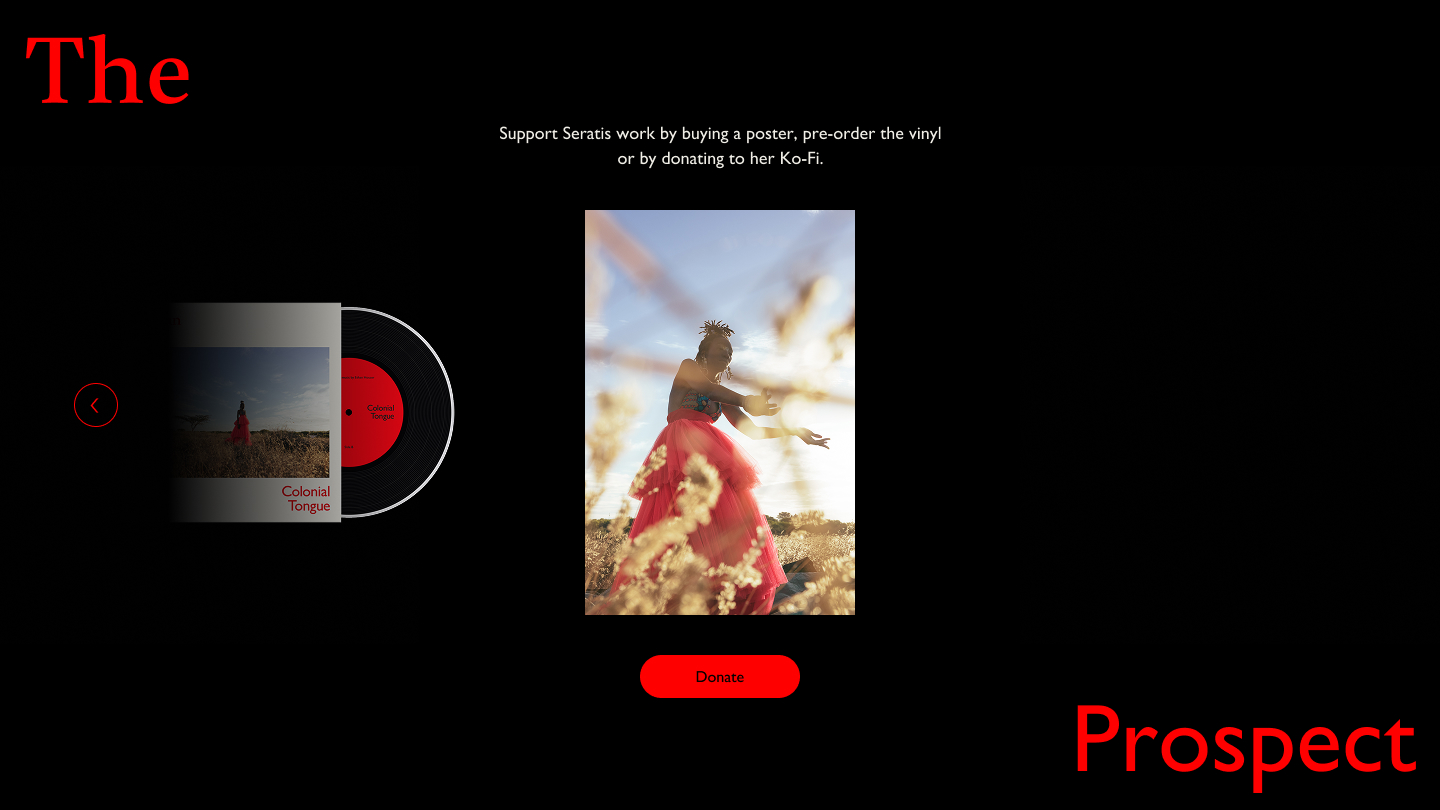 The
Support Seratis work by buying a poster, pre-order the vinyl
or by donating to her Ko-Fi.
Colonial
Tongue
Colonial
Tongue
Donate
Prospect